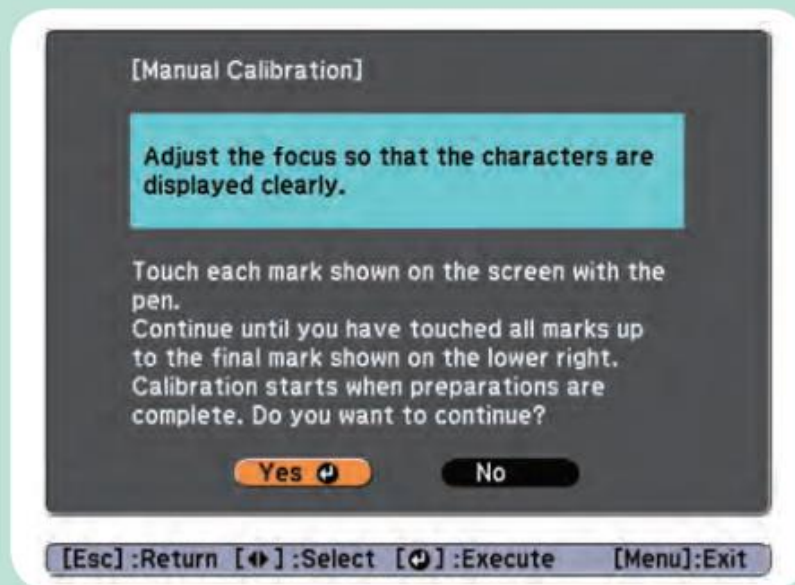 [Manual Calibration]
Adjust the focus so that the characters are
displayed clearly.
Touch each mark shown on the screen with the
pen.
Continue until you have touched all marks up
to the final mark shown on the lower right.
Calibration starts when preparations are
complete. Do you want to continue?
Yes No
[Esc] :Return [◀▶] :Select [↵] :Execute [Menu]:Exit